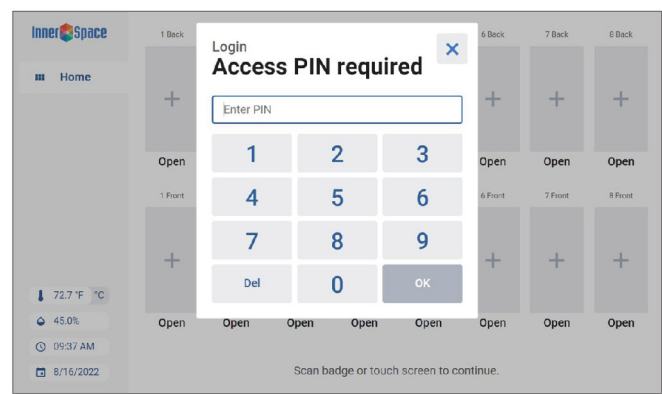 InnerSpace
Home
72.7 °F °C
45.0%
09:37 AM
8/16/2022
1 Back
6 Back
7 Back
8 Back
Login
Access PIN required
Enter PIN
1 2 3
4 5 6
7 8 9
Del 0 OK
Open
Open
Open
Open
1 Front
6 Front
7 Front
8 Front
Open Open Open Open Open Open Open Open
Scan badge or touch screen to continue.